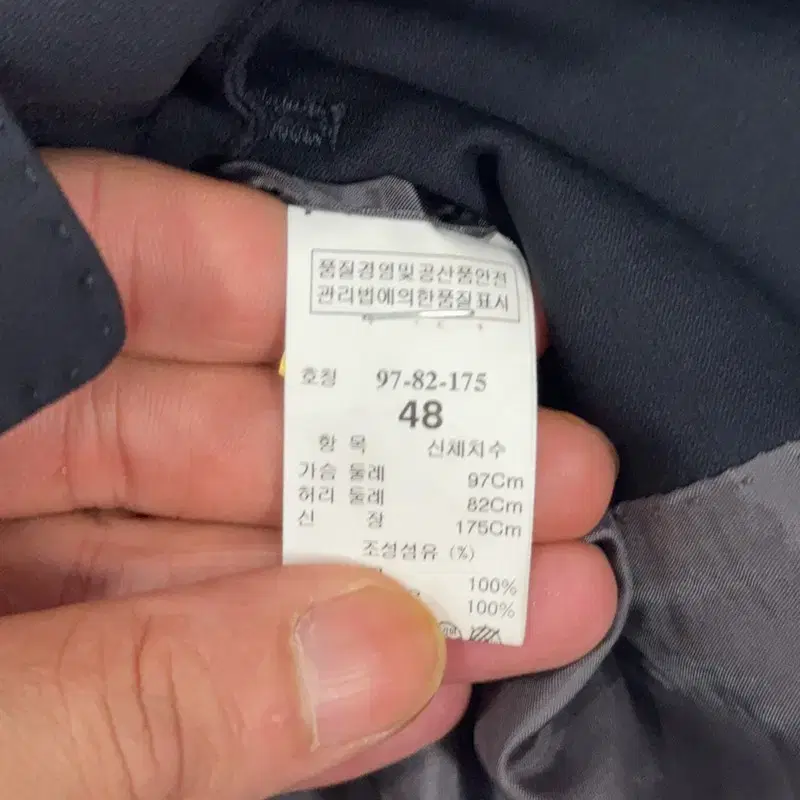 품질경영및공산품안전
관리법에의한품질표시
호칭 97-82-175
48
항 목 신체치수
가슴 둘레 97Cm
허리 둘레 82Cm
신 장 175Cm
조성섬유 (%)
100%
100%